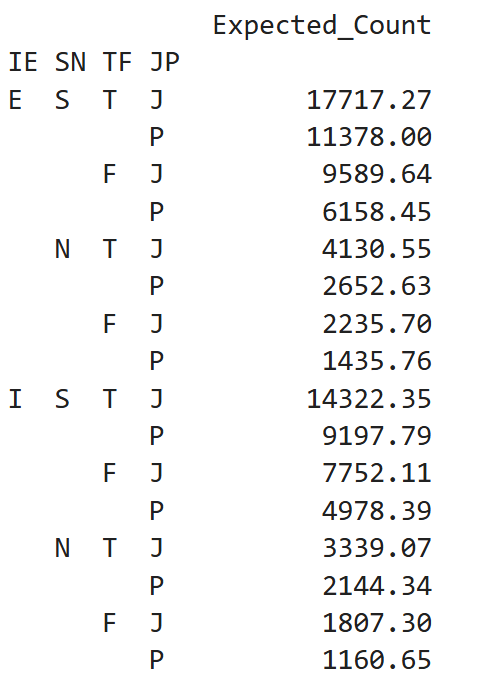 Expected_Count
IE SN TF JP
E S T J 17717.27
P 11378.00
F J 9589.64
P 6158.45
N T J 4130.55
P 2652.63
F J 2235.70
P 1435.76
I S T J 14322.35
P 9197.79
F J 7752.11
P 4978.39
N T J 3339.07
P 2144.34
F J 1807.30
P 1160.65